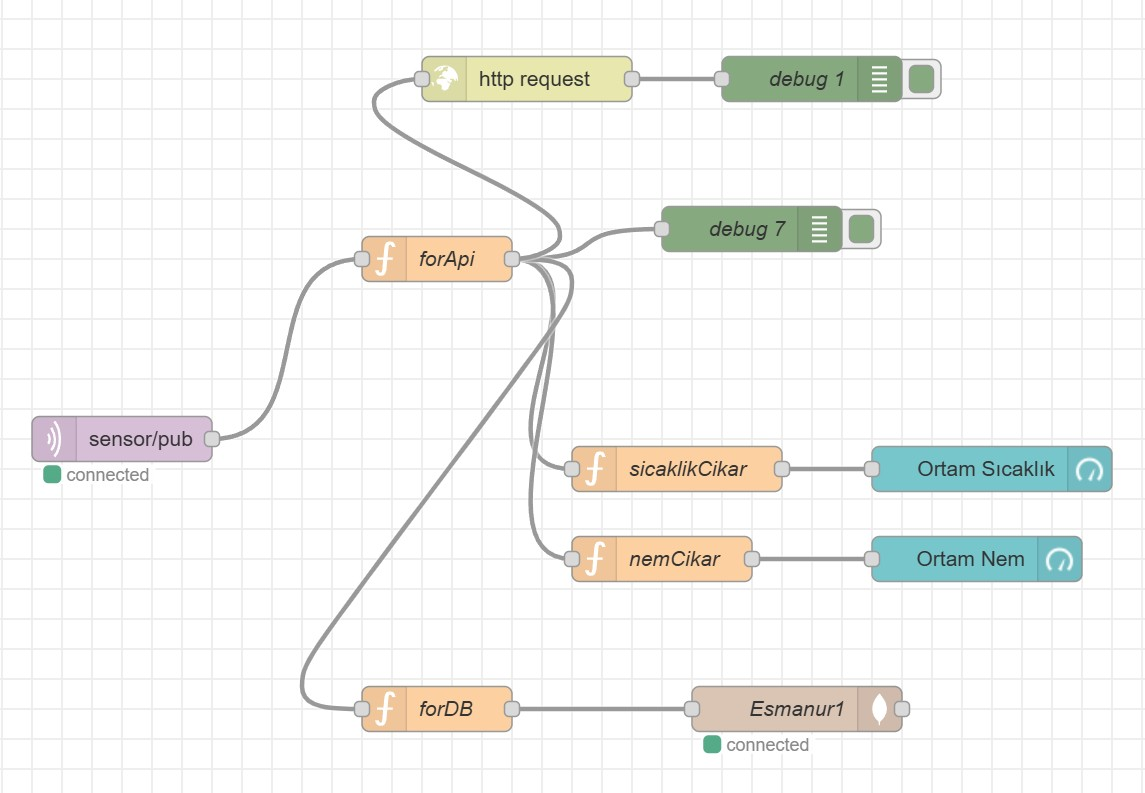 http request
debug 1
debug 7
forApi
sensor/pub
connected
sicaklikCikar
Ortam Sıcaklık
nemCikar
Ortam Nem
forDB
Esmanur1
connected